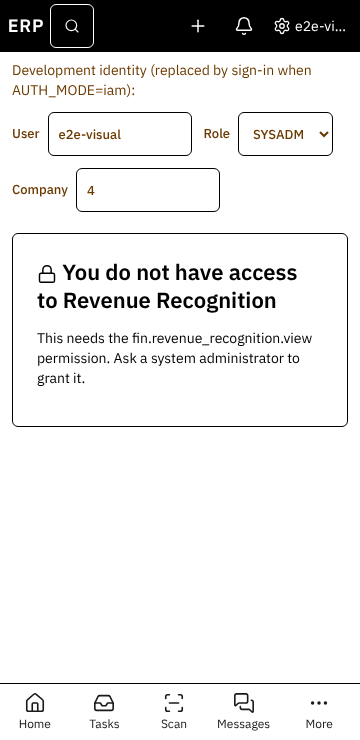 ERP
e2e-vi...
Development identity (replaced by sign-in when
AUTH_MODE=iam):
User e2e-visual Role SYSADM
Company 4
You do not have access
to Revenue Recognition
This needs the fin.revenue_recognition.view
permission. Ask a system administrator to
grant it.
Home Tasks Scan Messages More